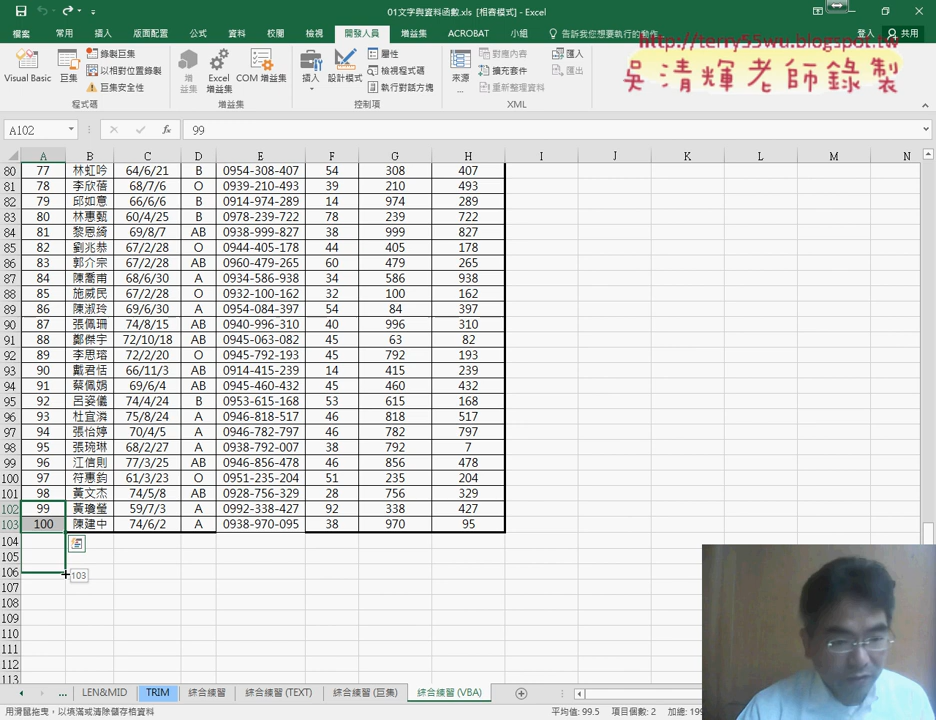 01文字與資料函數.xls [相容模式] - Excel
檔案 常用 插入 版面配置 公式 資料 校閱 檢視 開發人員 增益集 ACROBAT 小組 告訴我您想要執行的動作 登入 共用
http://terry55wu.blogspot.tw
吳清輝老師錄製
Visual Basic 巨集 錄製巨集 以相對位置錄製 巨集安全性 增益集 Excel 增益集 COM 增益集 插入 設計模式 屬性 檢視程式碼 執行對話方塊 來源 對應內容 擴充套件 重新整理資料 匯入 匯出
程式碼 增益集 控制項 XML
A102 fx 99
A B C D E F G H I J K L M N
80 77 林虹吟 64/6/21 B 0954-308-407 54 308 407
81 78 李欣蓓 68/7/6 O 0939-210-493 39 210 493
82 79 邱如意 66/6/6 B 0914-974-289 14 974 289
83 80 林惠甄 60/4/25 B 0978-239-722 78 239 722
84 81 黎恩綺 69/8/7 AB 0938-999-827 38 999 827
85 82 劉兆恭 67/2/28 O 0944-405-178 44 405 178
86 83 郭介宗 67/2/28 AB 0960-479-265 60 479 265
87 84 陳喬甫 68/6/30 A 0934-586-938 34 586 938
88 85 施威民 67/2/28 O 0932-100-162 32 100 162
89 86 陳淑玲 69/6/30 A 0954-084-397 54 84 397
90 87 張佩珊 74/8/15 AB 0940-996-310 40 996 310
91 88 鄭傑宇 72/10/18 AB 0945-063-082 45 63 82
92 89 李思瑢 72/2/20 O 0945-792-193 45 792 193
93 90 戴君恬 66/11/3 AB 0914-415-239 14 415 239
94 91 蔡佩娟 69/6/4 AB 0945-460-432 45 460 432
95 92 呂姿儀 74/4/24 B 0953-615-168 53 615 168
96 93 杜宜潾 75/8/24 A 0946-818-517 46 818 517
97 94 張怡婷 70/4/5 A 0946-782-797 46 782 797
98 95 張琬琳 68/2/27 A 0938-792-007 38 792 7
99 96 江信則 77/3/25 AB 0946-856-478 46 856 478
100 97 符惠鈞 61/3/23 O 0951-235-204 51 235 204
101 98 黃文杰 74/5/8 AB 0928-756-329 28 756 329
102 99 黃瓊瑩 59/7/3 A 0992-338-427 92 338 427
103 100 陳建中 74/6/2 A 0938-970-095 38 970 95
104
105
106 103
107
108
109
110
111
112
113
... LEN&MID TRIM 綜合練習 綜合練習 (TEXT) 綜合練習 (巨集) 綜合練習 (VBA)
用滑鼠拖曳，以填滿或清除儲存格資料 平均值: 99.5 項目個數: 2 加總: 199